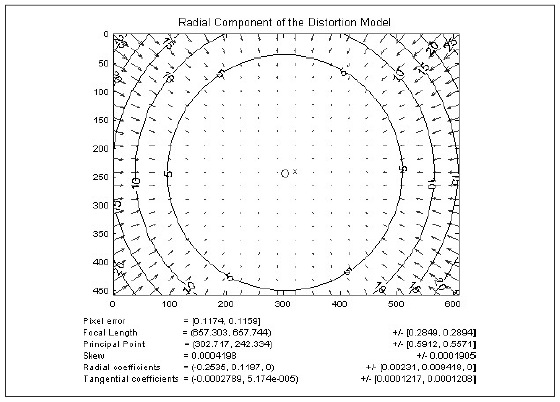 Radial Component of the Distortion Model
0
50
100
150
200
250
300
350
400
450
0 100 200 300 400 500 600
5 5 5 5 5 5
10 10 10
15 15
Pixel error = [0.1174, 0.1159]
Focal Length = (657.303, 657.744) +/- [0.2849, 0.2894]
Principal Point = (302.717, 242.334) +/- [0.5912, 0.5571]
Skew = 0.0004198 +/- 0.0001905
Radial coefficients = (-0.2535, 0.1187, 0) +/- [0.00231, 0.009418, 0]
Tangential coefficients = (-0.0002789, 5.174e-005) +/- [0.0001217, 0.0001208]